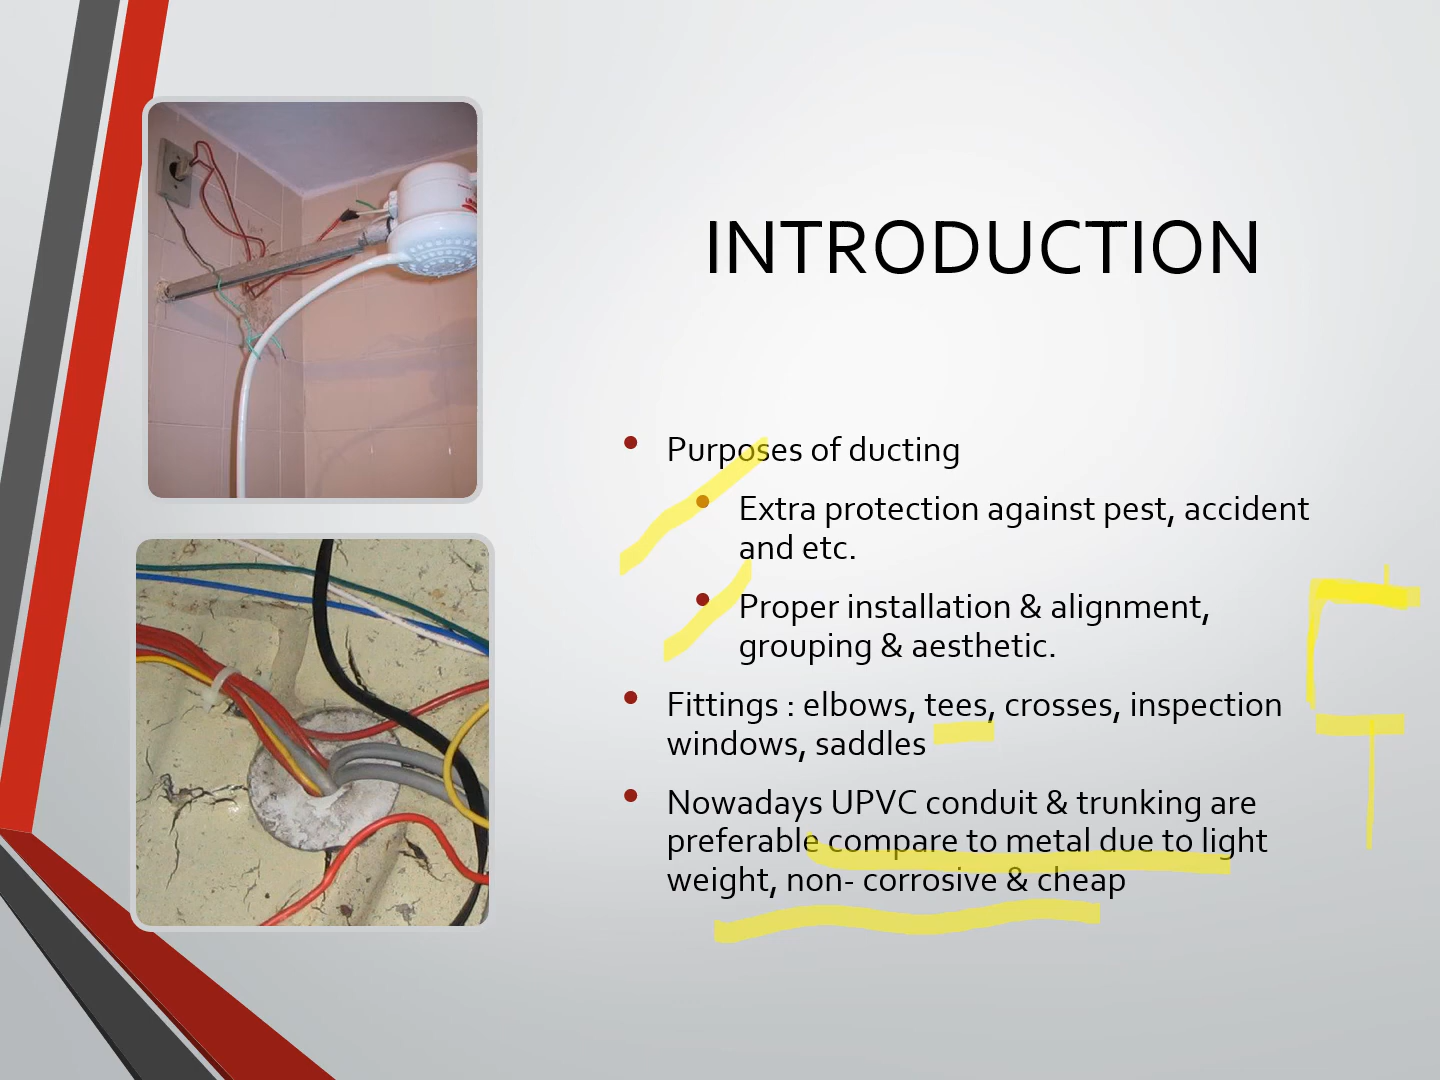 INTRODUCTION
Purposes of ducting
Extra protection against pest, accident
and etc.
Proper installation & alignment,
grouping & aesthetic.
Fittings : elbows, tees, crosses, inspection
windows, saddles
Nowadays UPVC conduit & trunking are
preferable compare to metal due to light
weight, non- corrosive & cheap